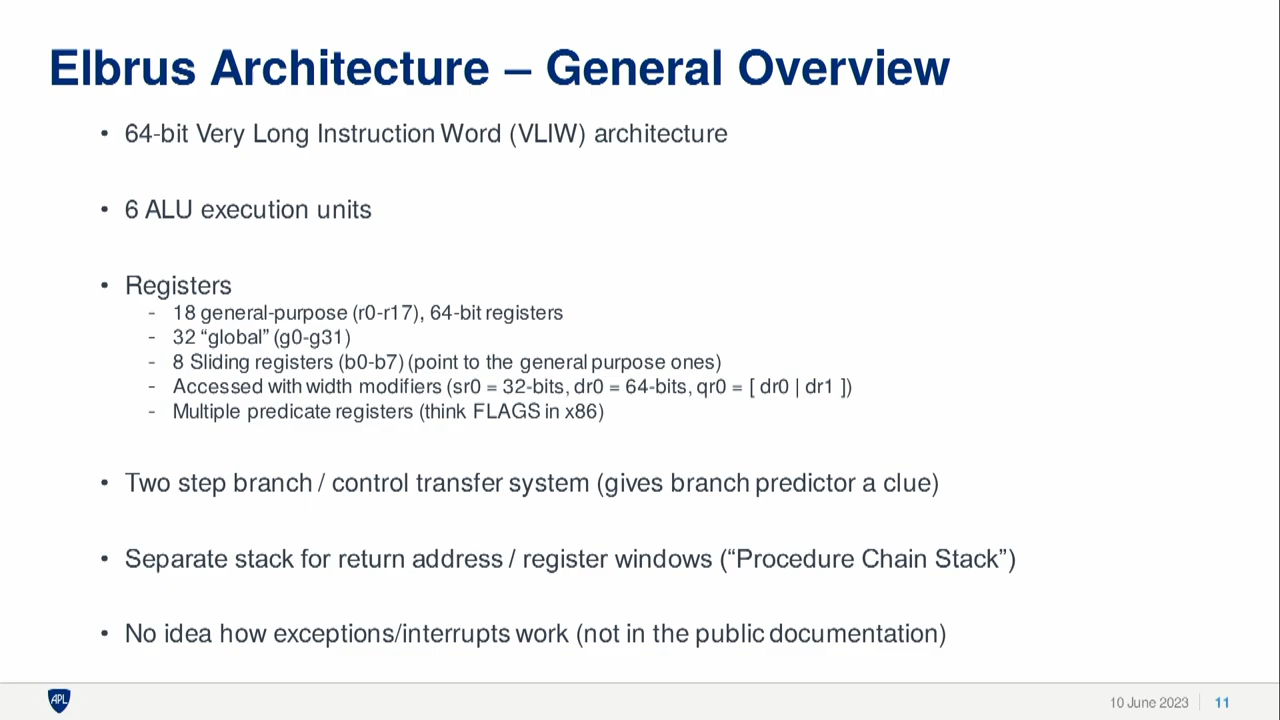 Elbrus Architecture – General Overview
• 64-bit Very Long Instruction Word (VLIW) architecture
• 6 ALU execution units
• Registers
- 18 general-purpose (r0-r17), 64-bit registers
- 32 “global” (g0-g31)
- 8 Sliding registers (b0-b7) (point to the general purpose ones)
- Accessed with width modifiers (sr0 = 32-bits, dr0 = 64-bits, qr0 = [ dr0 | dr1 ])
- Multiple predicate registers (think FLAGS in x86)
• Two step branch / control transfer system (gives branch predictor a clue)
• Separate stack for return address / register windows (“Procedure Chain Stack”)
• No idea how exceptions/interrupts work (not in the public documentation)
APL
10 June 2023 11